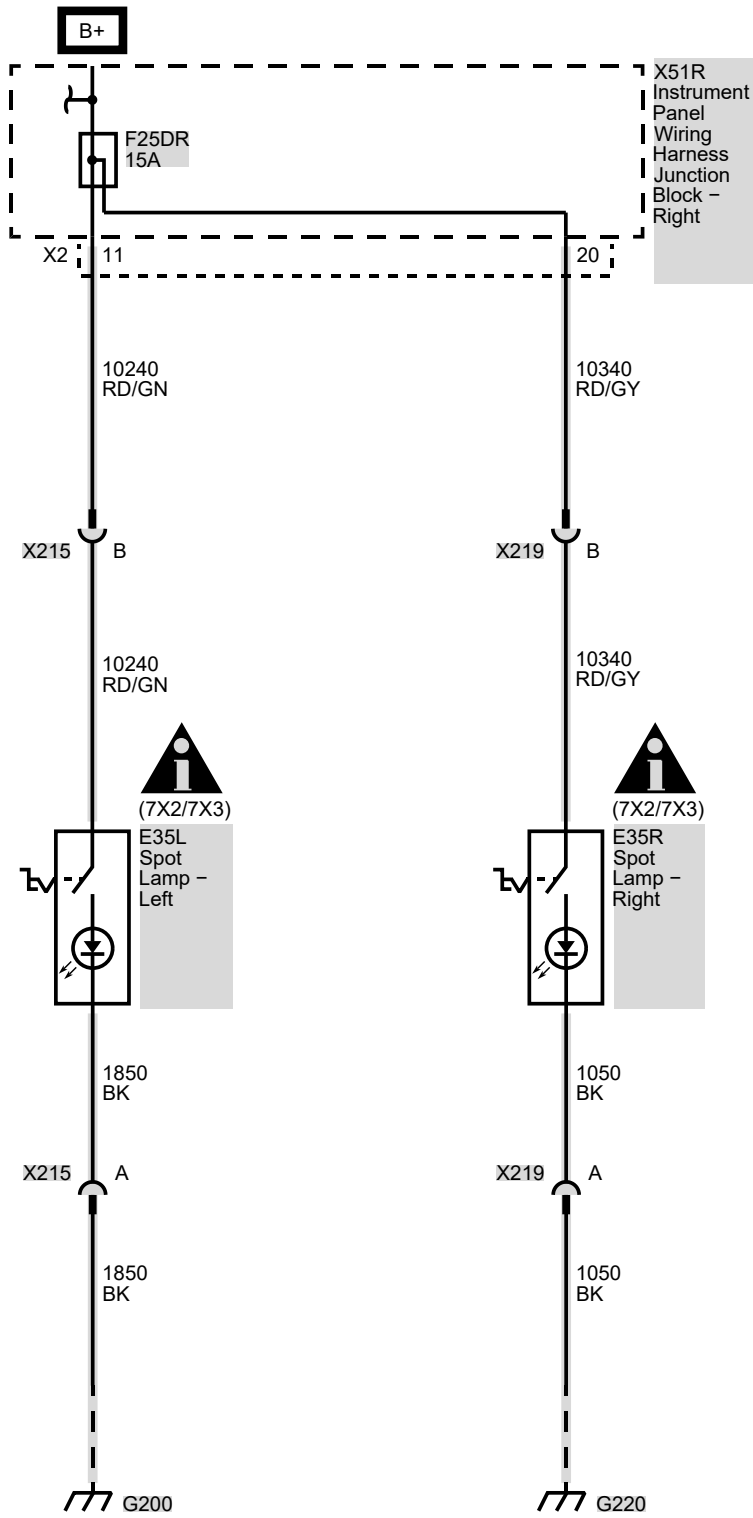 B+
X51R
Instrument
Panel
Wiring
Harness
Junction
Block –
Right
F25DR
15A
X2
11
20
10240
RD/GN
10340
RD/GY
X215
B
X219
B
10240
RD/GN
10340
RD/GY
(7X2/7X3)
(7X2/7X3)
E35L
Spot
Lamp –
Left
E35R
Spot
Lamp –
Right
1850
BK
1050
BK
X215
A
X219
A
1850
BK
1050
BK
G200
G220